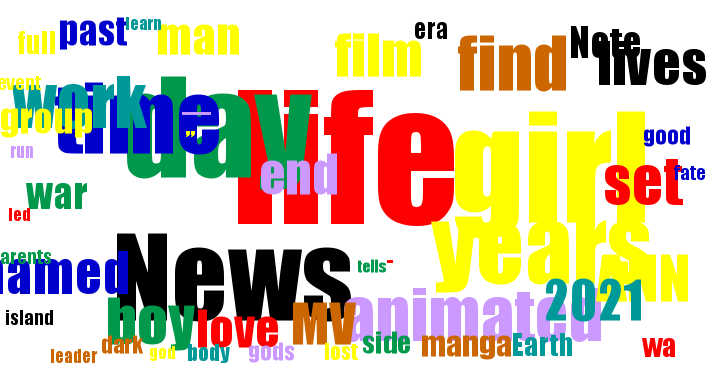 learn
past
full
man
era
film
find
Note
lives
event
work
time
group
day
life
girl
run
end
good
set
fate
war
led
years
parents
named
News
tells
ANN
2021
animated
island
boy
love
MV
side
manga
Earth
wa
leader
dark
god
body
gods
lost